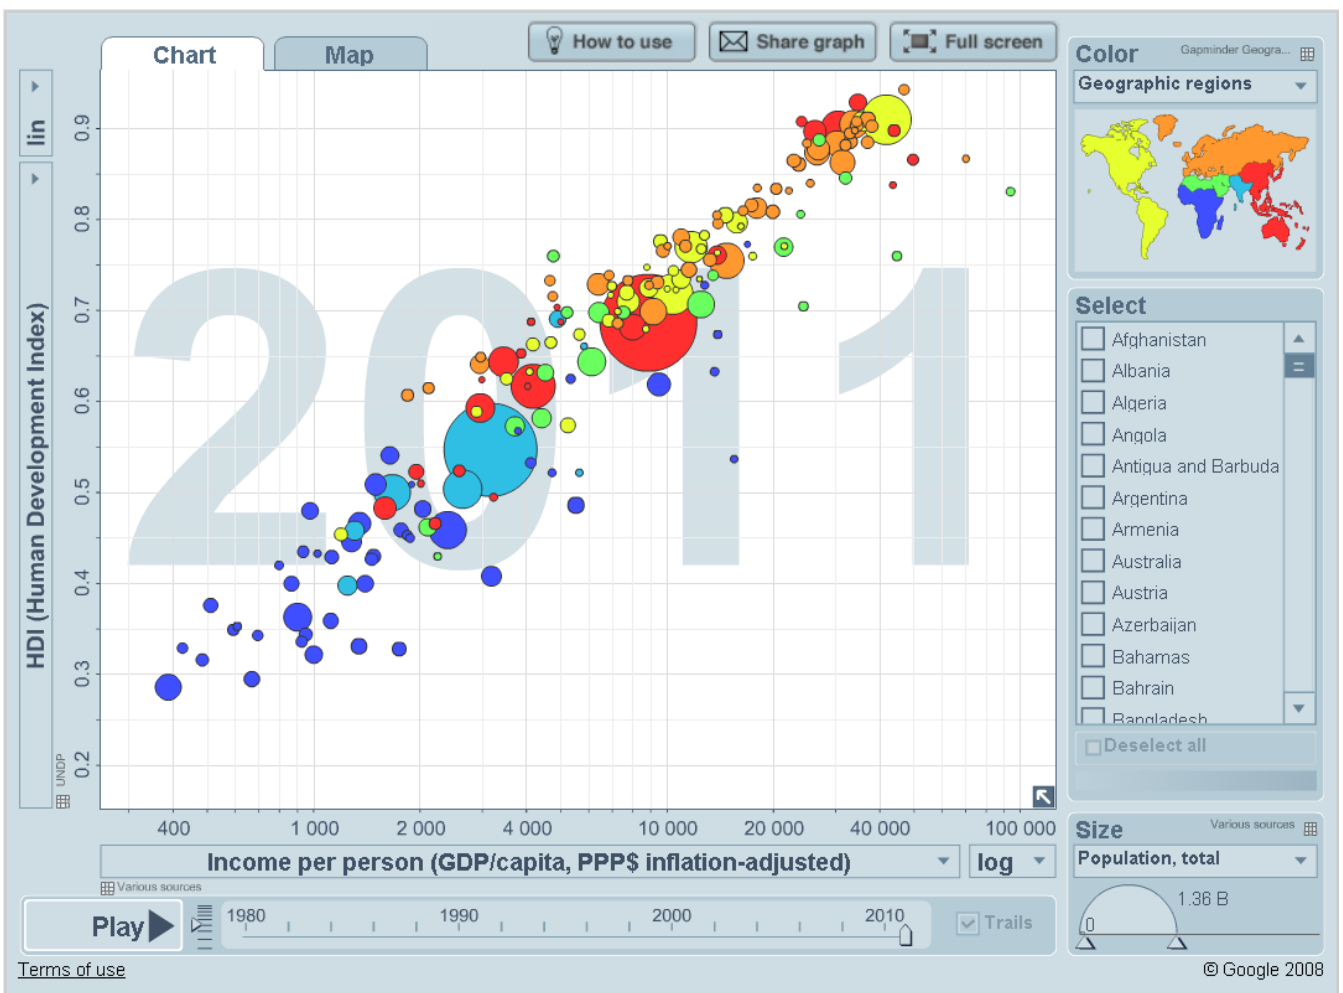 Chart
Map
How to use
Share graph
Full screen
Color
Gapminder Geogra...
Geographic regions
lin
HDI (Human Development Index)
UNDP
0.9
0.8
0.7
0.6
0.5
0.4
0.3
0.2
2011
Select
Afghanistan
Albania
Algeria
Angola
Antigua and Barbuda
Argentina
Armenia
Australia
Austria
Azerbaijan
Bahamas
Bahrain
Bangladesh
Deselect all
400
1 000
2 000
4 000
10 000
20 000
40 000
100 000
Income per person (GDP/capita, PPP$ inflation-adjusted)
log
Various sources
Size
Various sources
Population, total
1.36 B
0
Play
1980
1990
2000
2010
Trails
Terms of use
© Google 2008